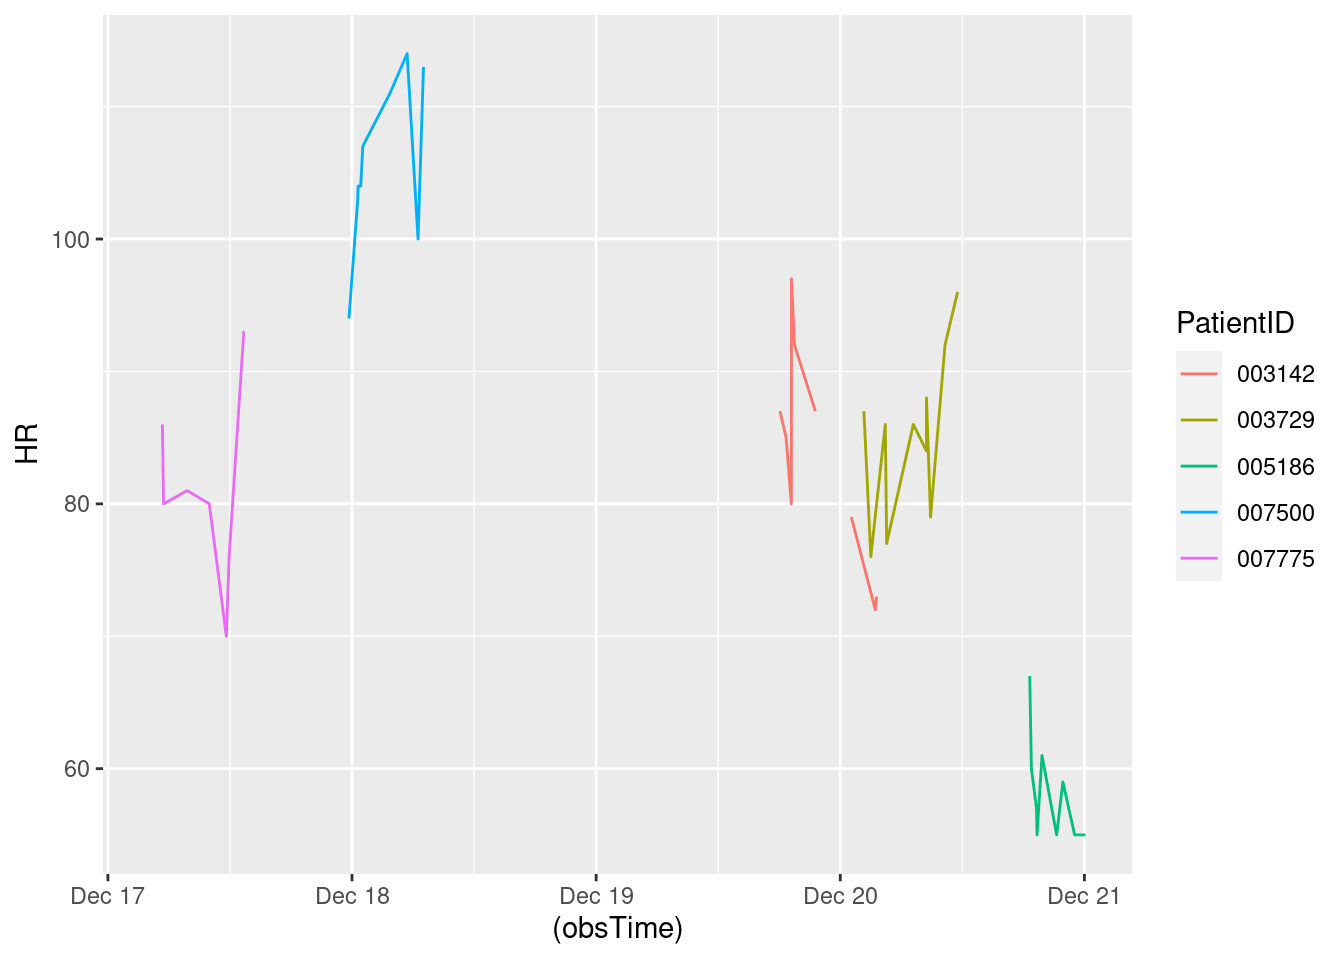 100
80
60
HR
Dec 17
Dec 18
Dec 19
Dec 20
Dec 21
(obsTime)
PatientID
003142
003729
005186
007500
007775